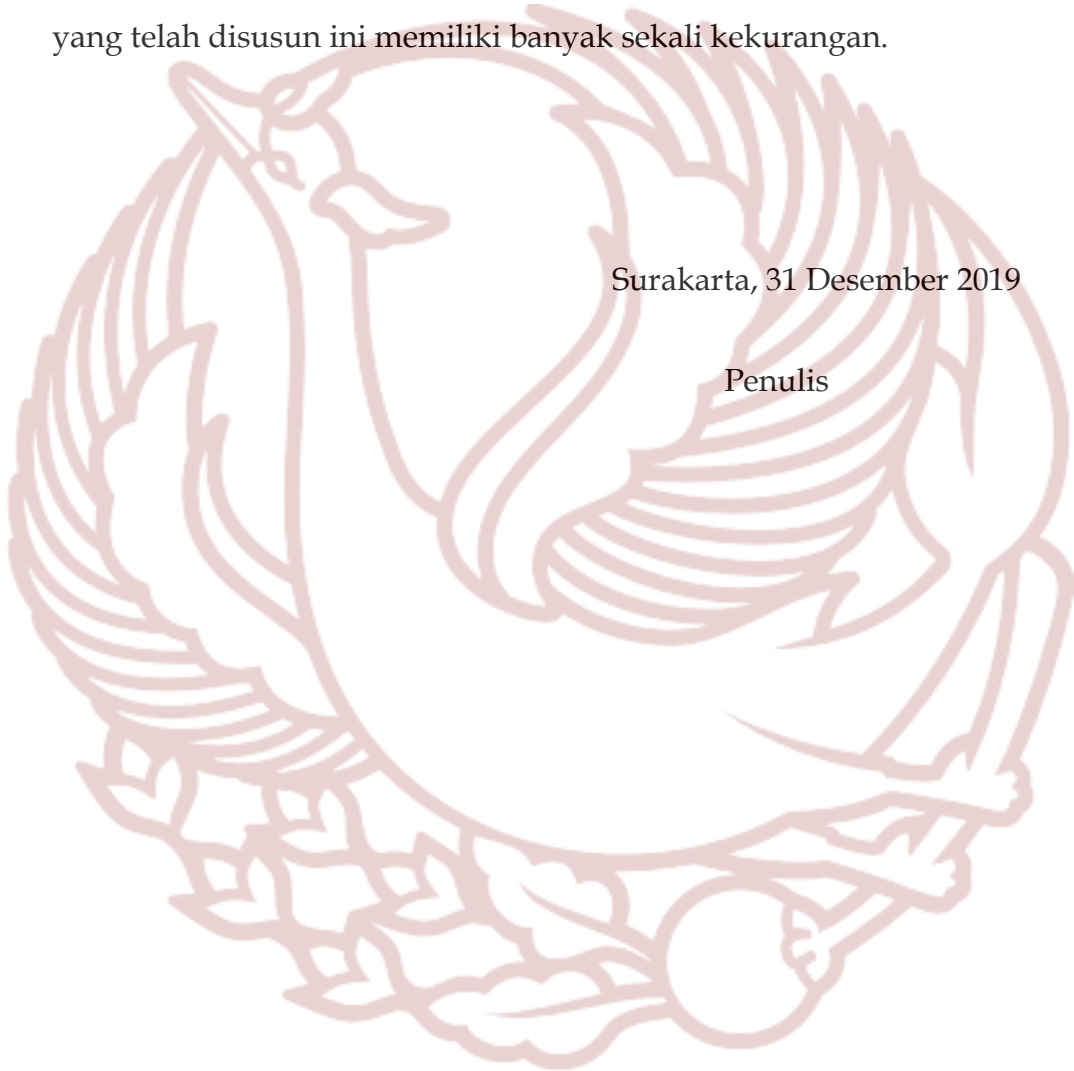 yang telah disusun ini memiliki banyak sekali kekurangan.
Surakarta, 31 Desember 2019
Penulis